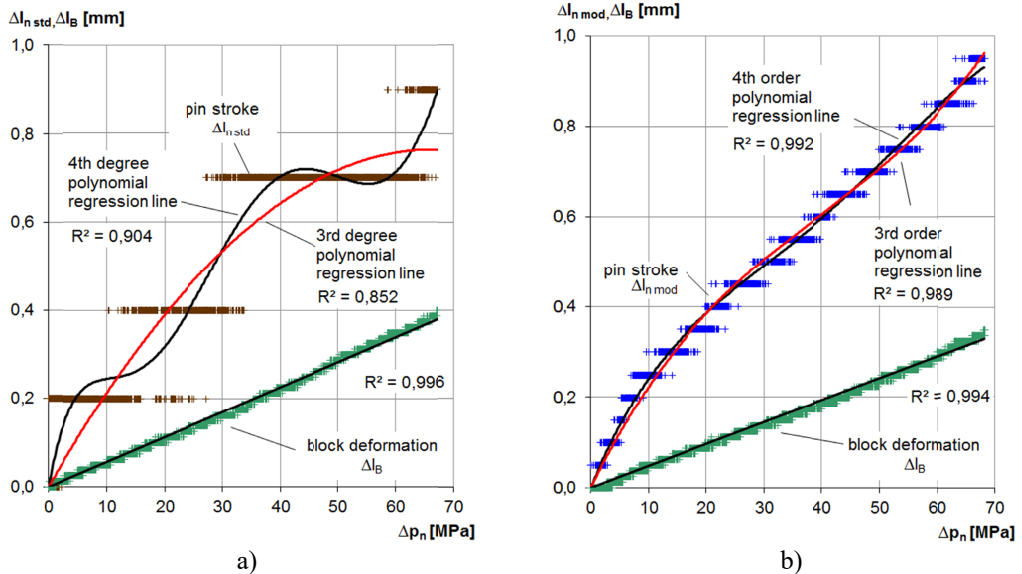 Δl n std,ΔlB [mm]
1,0
0,8
0,6
0,4
0,2
0,0
0
10
20
30
40
50
60
70
Δpn [MPa]
pin stroke
Δl n std
4th degree
polynomial
regression line
R² = 0,904
3rd degree
polynomial
regression line
R² = 0,852
R² = 0,996
block deformation
ΔlB
a)
Δl n mod, ΔlB [mm]
1,0
0,8
0,6
0,4
0,2
0,0
0
10
20
30
40
50
60
70
Δpn [MPa]
4th order
polynomial
regression line
R² = 0,992
3rd order
polynomial
regression line
R² = 0,989
pin stroke
Δl n mod
R² = 0,994
block deformation
ΔlB
b)